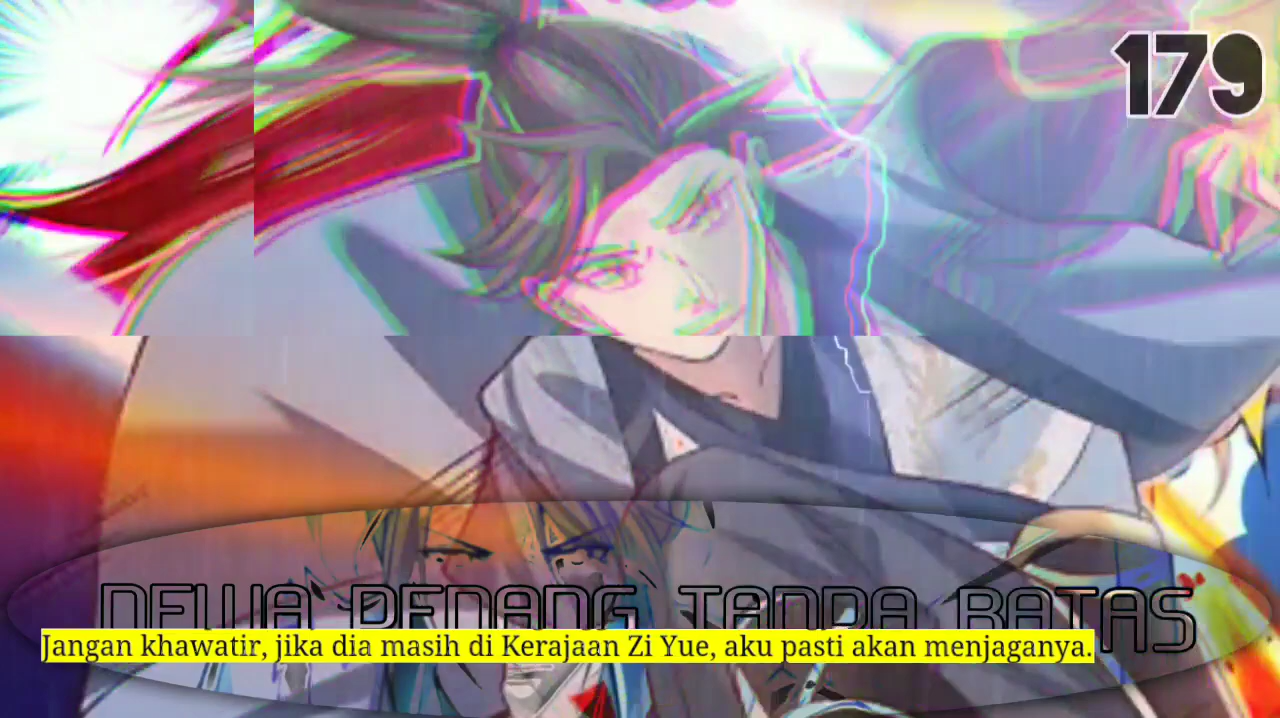 179
DEWA PEDANG TANPA BATAS
Jangan khawatir, jika dia masih di Kerajaan Zi Yue, aku pasti akan menjaganya.